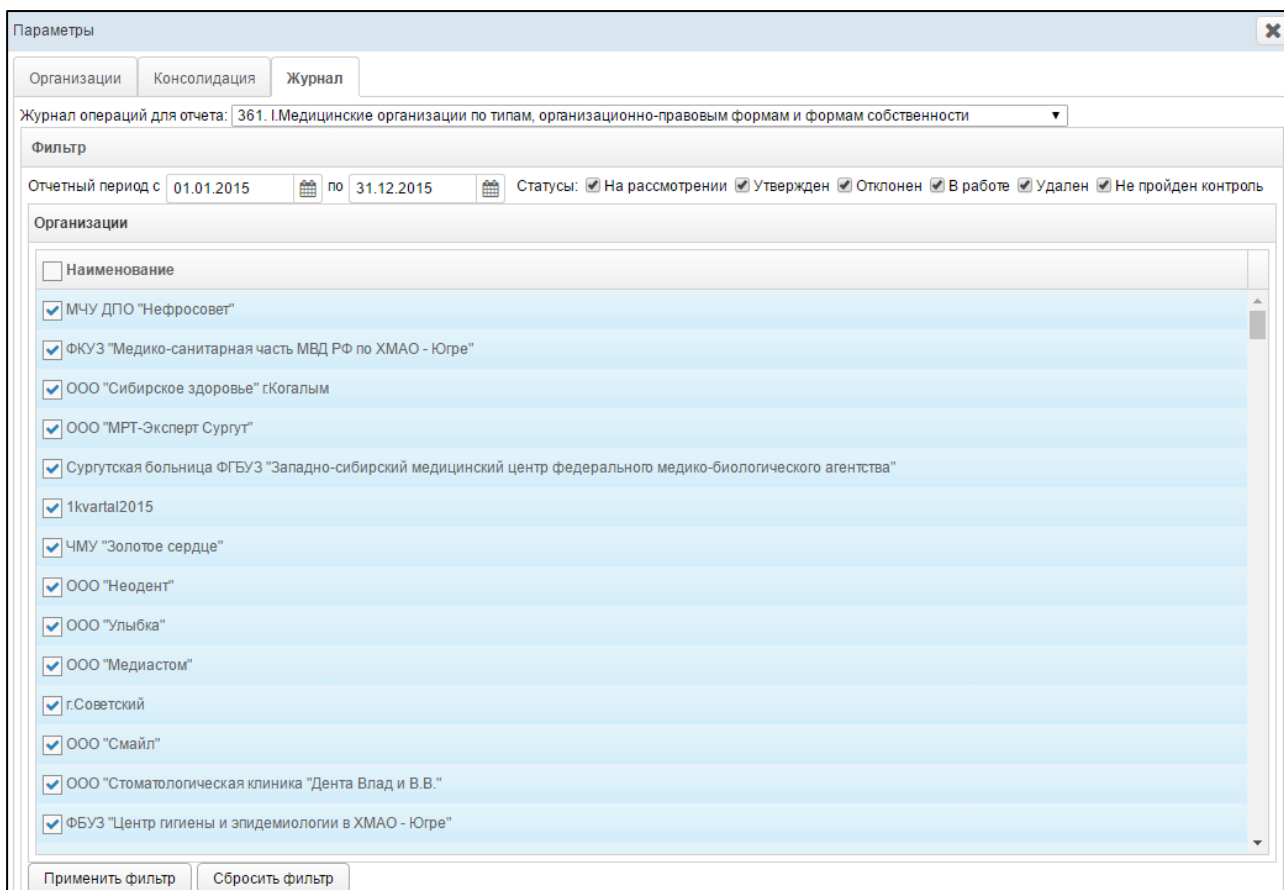 Параметры
Организации Консолидация Журнал
Журнал операций для отчета: 361. I.Медицинские организации по типам, организационно-правовым формам и формам собственности
Фильтр
Отчетный период с 01.01.2015 по 31.12.2015 Статусы: На рассмотрении Утвержден Отклонен В работе Удален Не пройден контроль
Организации
Наименование
МЧУ ДПО "Нефросовет"
ФКУЗ "Медико-санитарная часть МВД РФ по ХМАО - Югре"
ООО "Сибирское здоровье" г.Когалым
ООО "МРТ-Эксперт Сургут"
Сургутская больница ФГБУЗ "Западно-сибирский медицинский центр федерального медико-биологического агентства"
1kvartal2015
ЧМУ "Золотое сердце"
ООО "Неодент"
ООО "Улыбка"
ООО "Медиастом"
г.Советский
ООО "Смайл"
ООО "Стоматологическая клиника "Дента Влад и В.В."
ФБУЗ "Центр гигиены и эпидемиологии в ХМАО - Югре"
Применить фильтр Сбросить фильтр